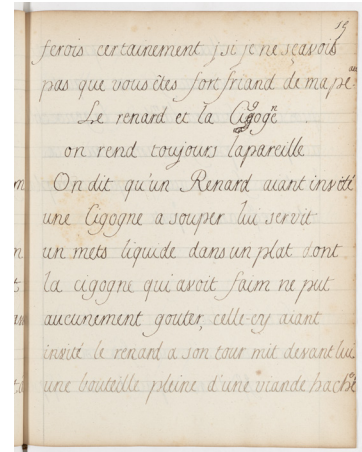 19
ferois certainement, si je ne sçavois
pas que vous êtes fort friand de ma peau
Le renard et la Cigogne
on rend toujours lapareille
On dit qu'un Renard aiant invité
une Cigogne a souper lui servit
un mets liquide dans un plat dont
la cigogne qui avoit faim ne put
aucunement gouter, celle-cy aiant
invité le renard a son tour mit devant lui
une bouteille pleine d'une viande haché